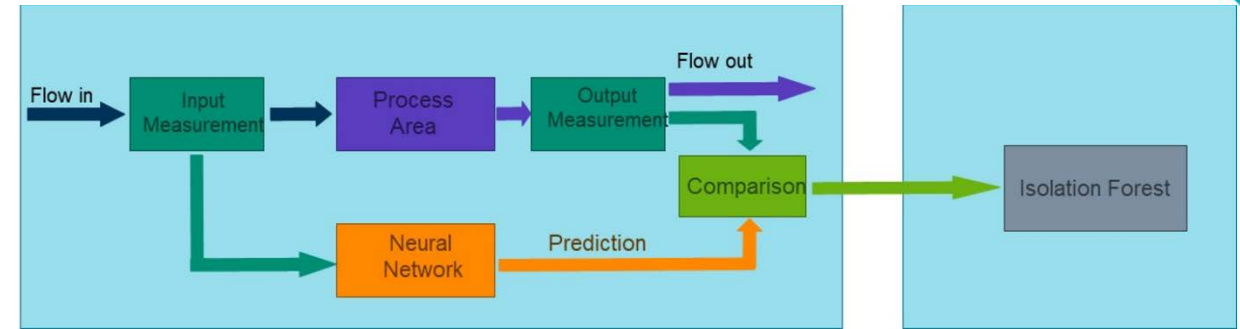 Flow in
Input
Measurement
Process
Area
Output
Measurement
Flow out
Comparison
Neural
Network
Prediction
Isolation Forest